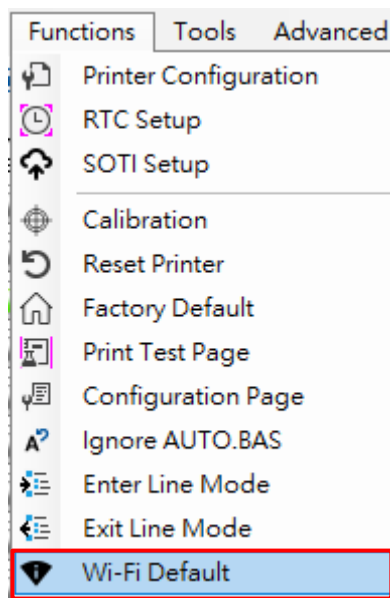 Functions Tools Advanced
Printer Configuration
RTC Setup
SOTI Setup
Calibration
Reset Printer
Factory Default
Print Test Page
Configuration Page
Ignore AUTO.BAS
Enter Line Mode
Exit Line Mode
Wi-Fi Default